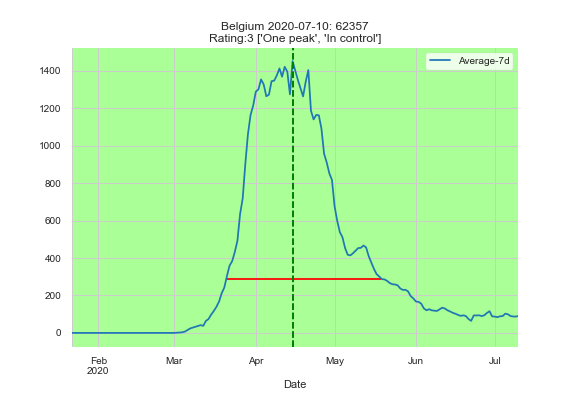 Belgium 2020-07-10: 62357
Rating:3 ['One peak', 'In control']
Average-7d
1400
1200
1000
800
600
400
200
0
Feb
2020
Mar
Apr
May
Jun
Jul
Date